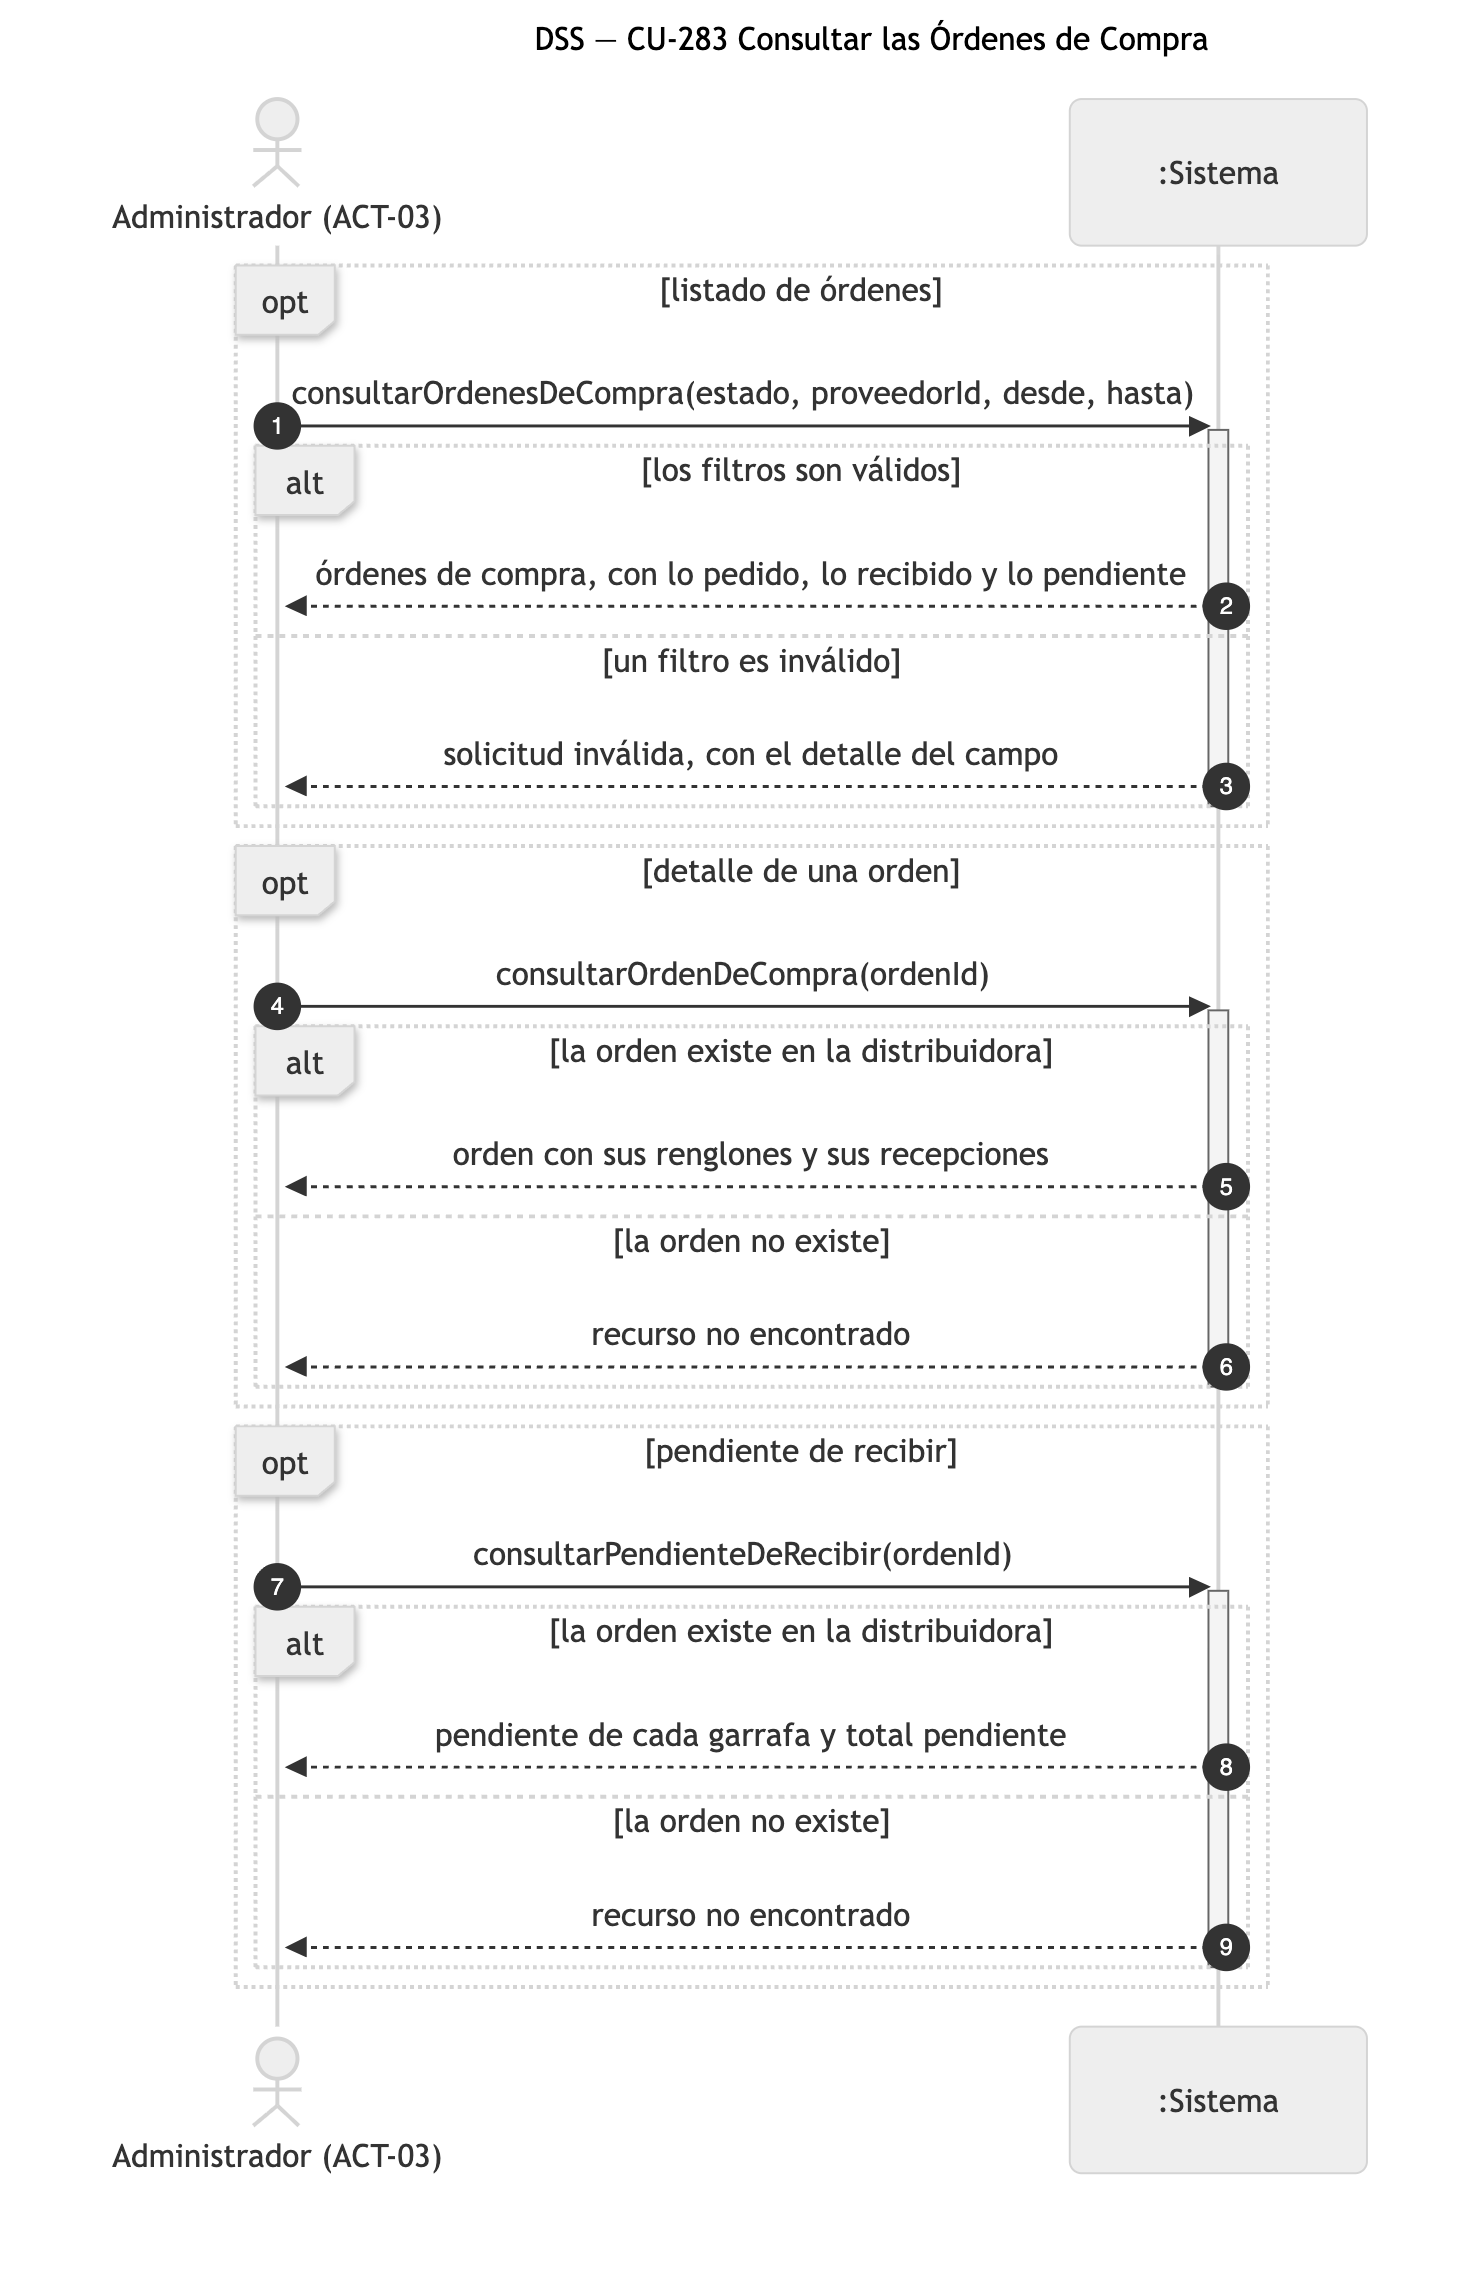 DSS — CU-283 Consultar las Órdenes de Compra
Administrador (ACT-03)
:Sistema
opt
[listado de órdenes]
consultarOrdenesDeCompra(estado, proveedorId, desde, hasta)
1
alt
[los filtros son válidos]
órdenes de compra, con lo pedido, lo recibido y lo pendiente
2
[un filtro es inválido]
solicitud inválida, con el detalle del campo
3
opt
[detalle de una orden]
consultarOrdenDeCompra(ordenId)
4
alt
[la orden existe en la distribuidora]
orden con sus renglones y sus recepciones
5
[la orden no existe]
recurso no encontrado
6
opt
[pendiente de recibir]
consultarPendienteDeRecibir(ordenId)
7
alt
[la orden existe en la distribuidora]
pendiente de cada garrafa y total pendiente
8
[la orden no existe]
recurso no encontrado
9
Administrador (ACT-03)
:Sistema